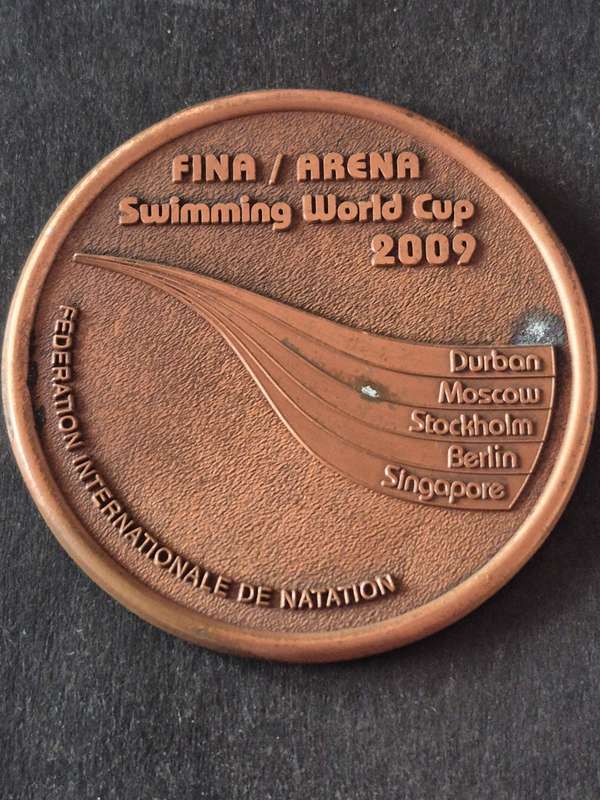 FINA / ARENA
Swimming World Cup
2009
Durban
Moscow
Stockholm
Berlin
Singapore
FEDERATION INTERNATIONALE DE NATATION